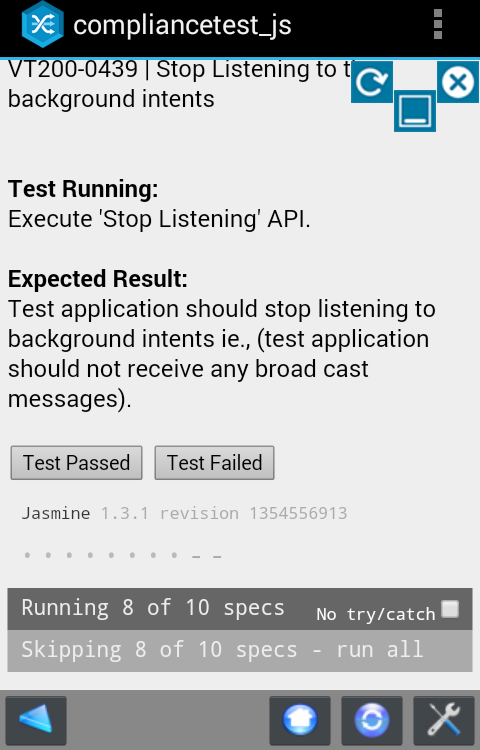 compliancetest_js
VT200-0439 | Stop Listening to
background intents
Test Running:
Execute 'Stop Listening' API.
Expected Result:
Test application should stop listening to
background intents ie., (test application
should not receive any broad cast
messages).
Test Passed
Test Failed
Jasmine 1.3.1 revision 1354556913
Running 8 of 10 specs
No try/catch
Skipping 8 of 10 specs - run all